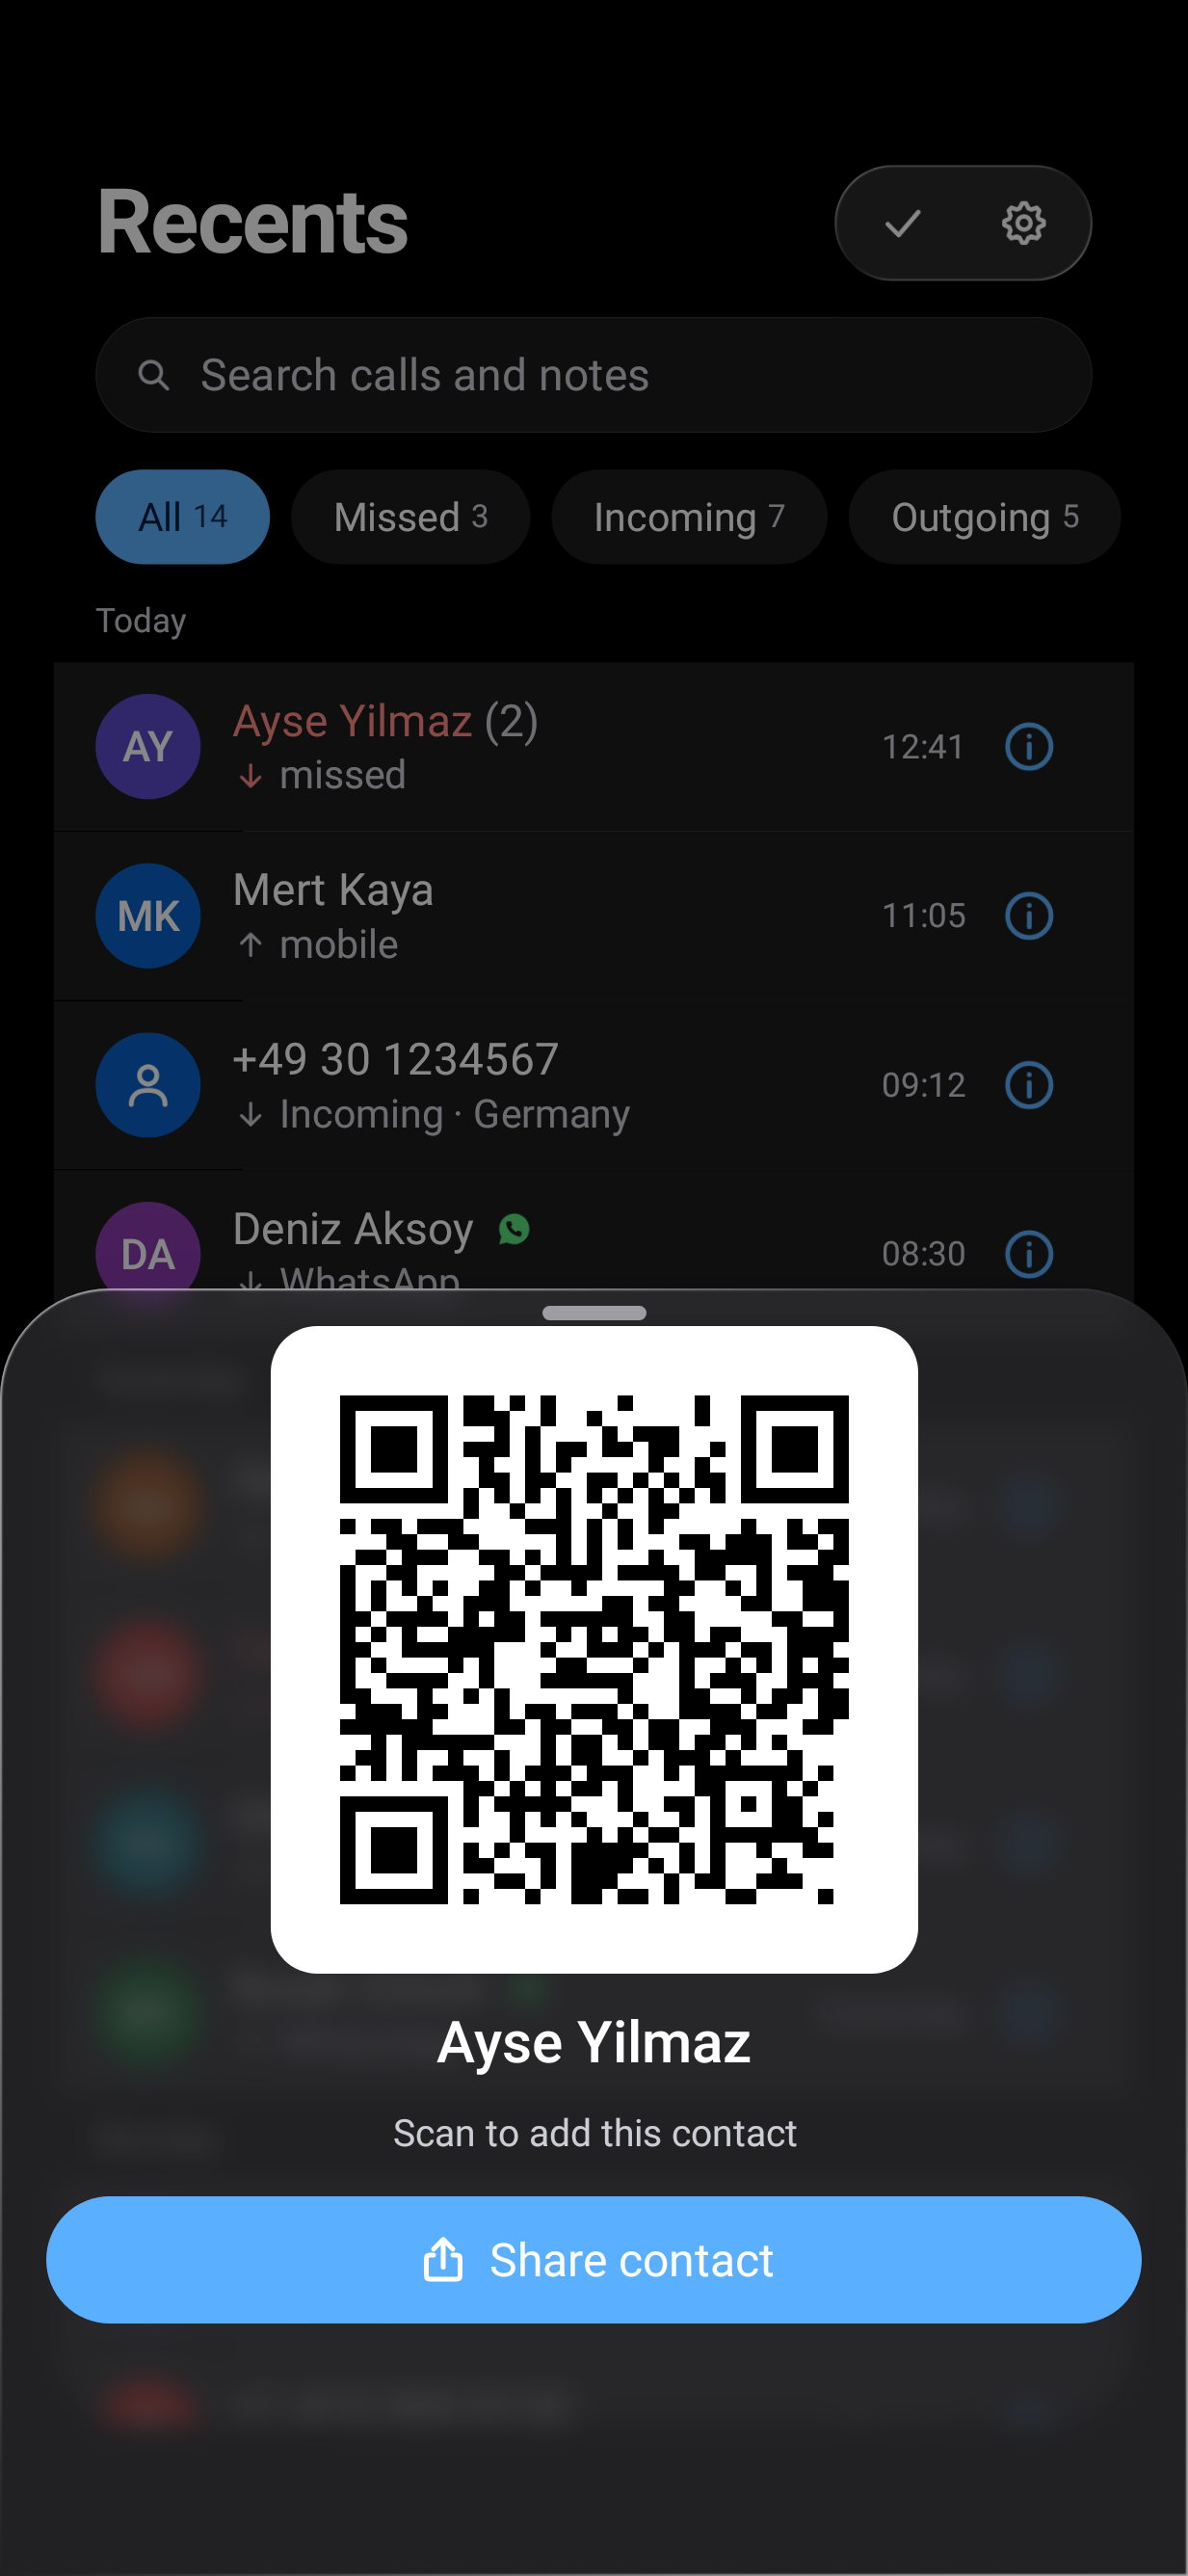 Recents
Search calls and notes
All 14 Missed 3 Incoming 7 Outgoing 5
Today
AY Ayse Yilmaz (2) 12:41
missed
MK Mert Kaya 11:05
mobile
+49 30 1234567 09:12
Incoming · Germany
DA Deniz Aksoy 08:30
WhatsApp
Ayse Yilmaz
Scan to add this contact
Share contact